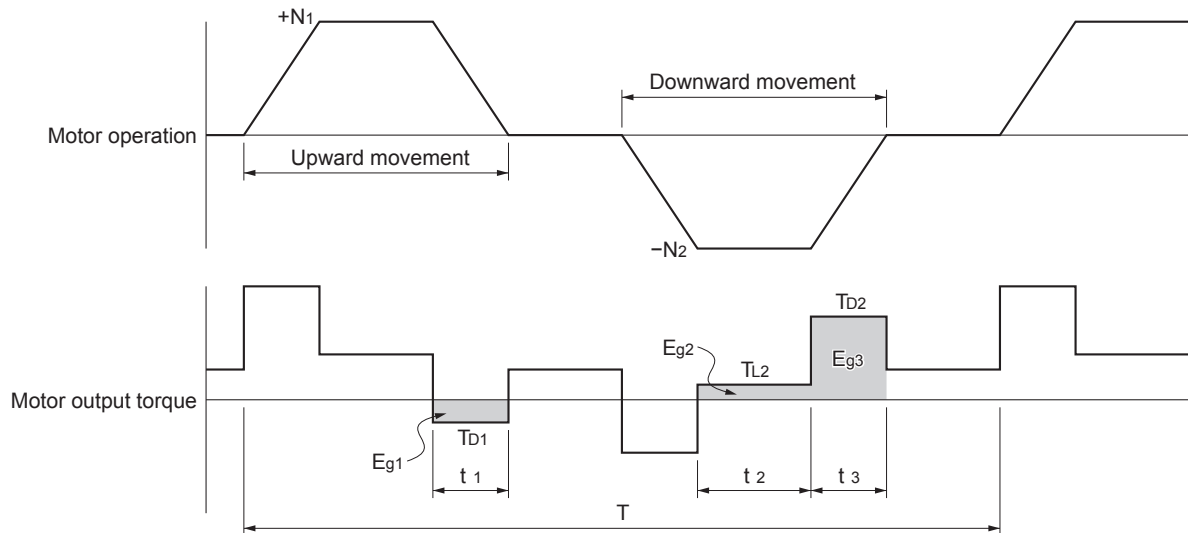 +N1
Downward movement
Motor operation
Upward movement
−N2
TD2
Eg2
TL2
Eg3
Motor output torque
TD1
Eg1
t 1
t 2
t 3
T